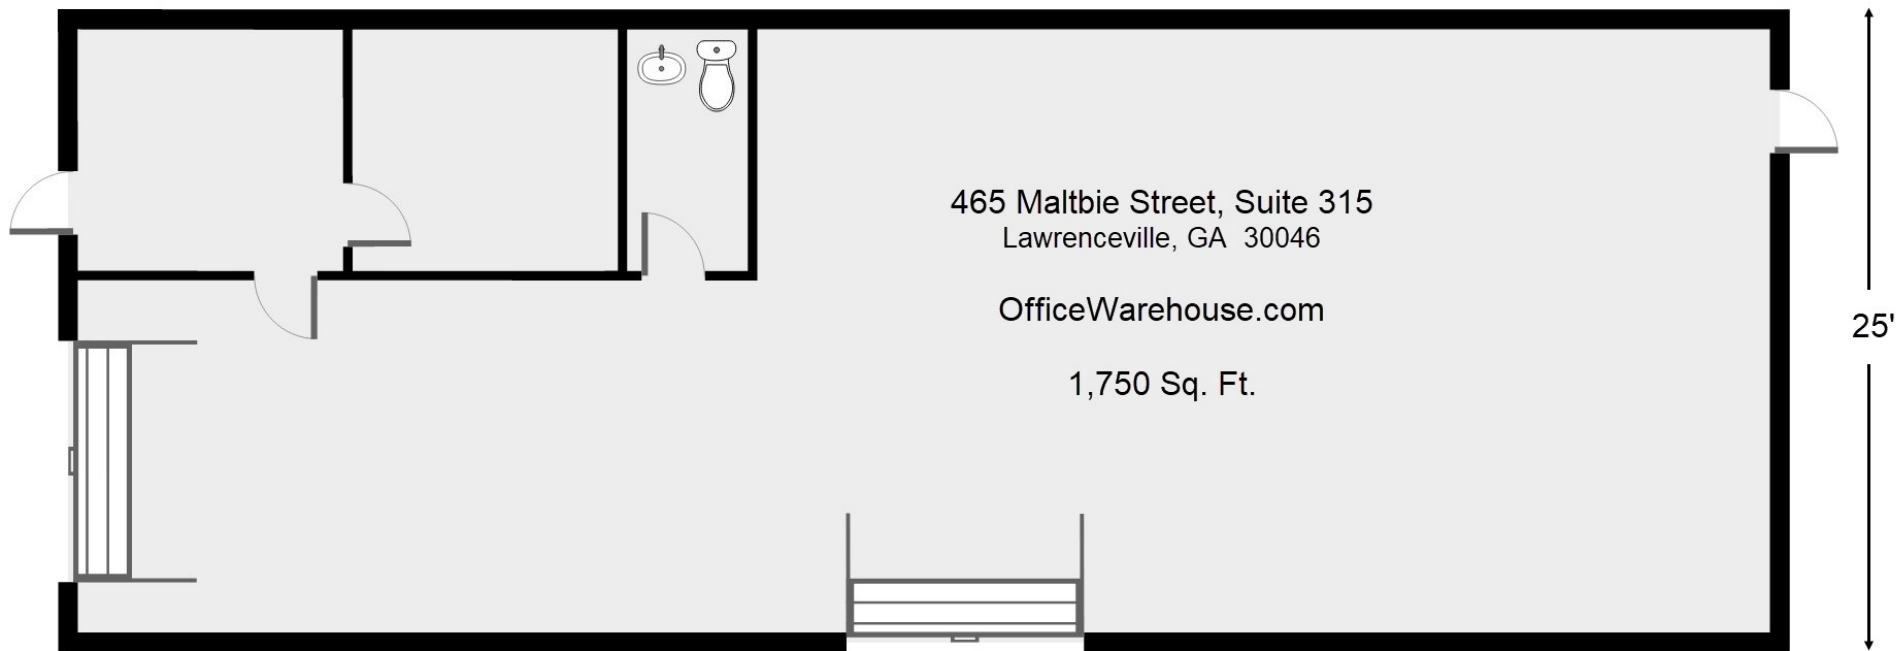 465 Maltbie Street, Suite 315
Lawrenceville, GA  30046
OfficeWarehouse.com
1,750 Sq. Ft.
25'